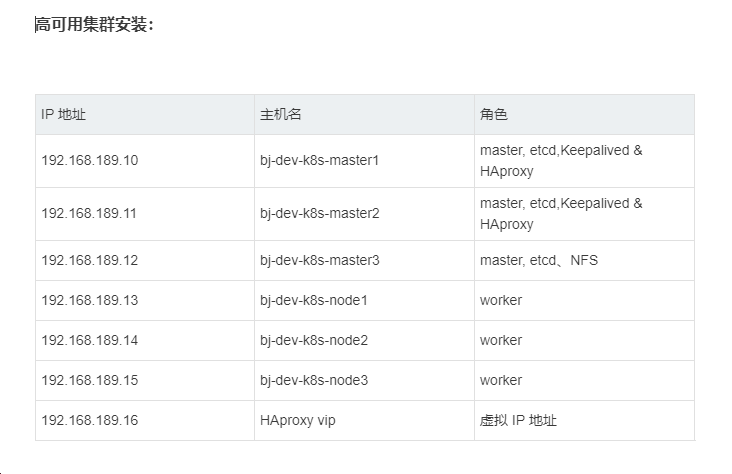 高可用集群安装：
IP 地址 主机名 角色
192.168.189.10 bj-dev-k8s-master1 master, etcd,Keepalived &
HAproxy
192.168.189.11 bj-dev-k8s-master2 master, etcd,Keepalived &
HAproxy
192.168.189.12 bj-dev-k8s-master3 master, etcd、NFS
192.168.189.13 bj-dev-k8s-node1 worker
192.168.189.14 bj-dev-k8s-node2 worker
192.168.189.15 bj-dev-k8s-node3 worker
192.168.189.16 HAproxy vip 虚拟 IP 地址